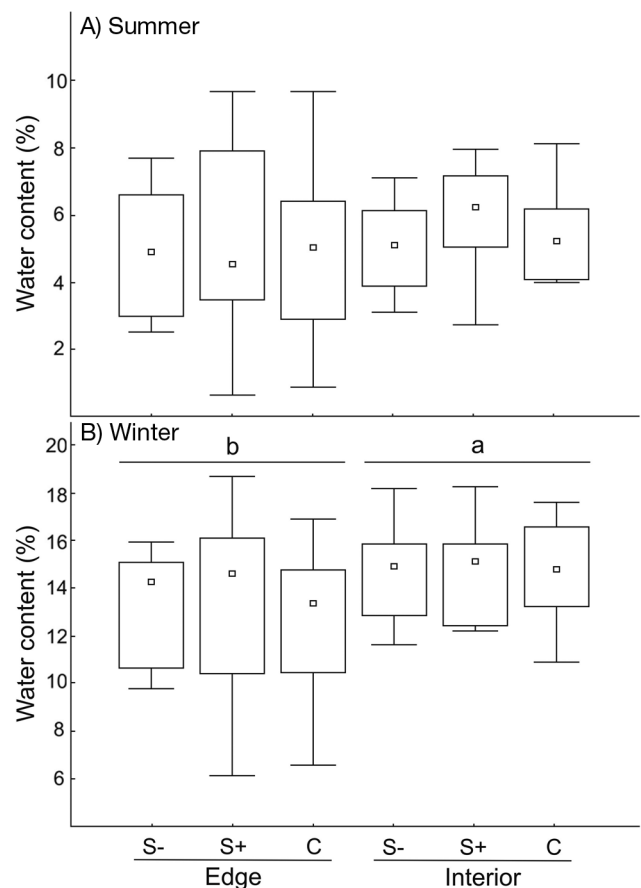 A) Summer
Water content (%)
10
8
6
4
2
B) Winter
Water content (%)
20
18
16
14
12
10
8
6
b
a
S-
S+
C
S-
S+
C
Edge
Interior